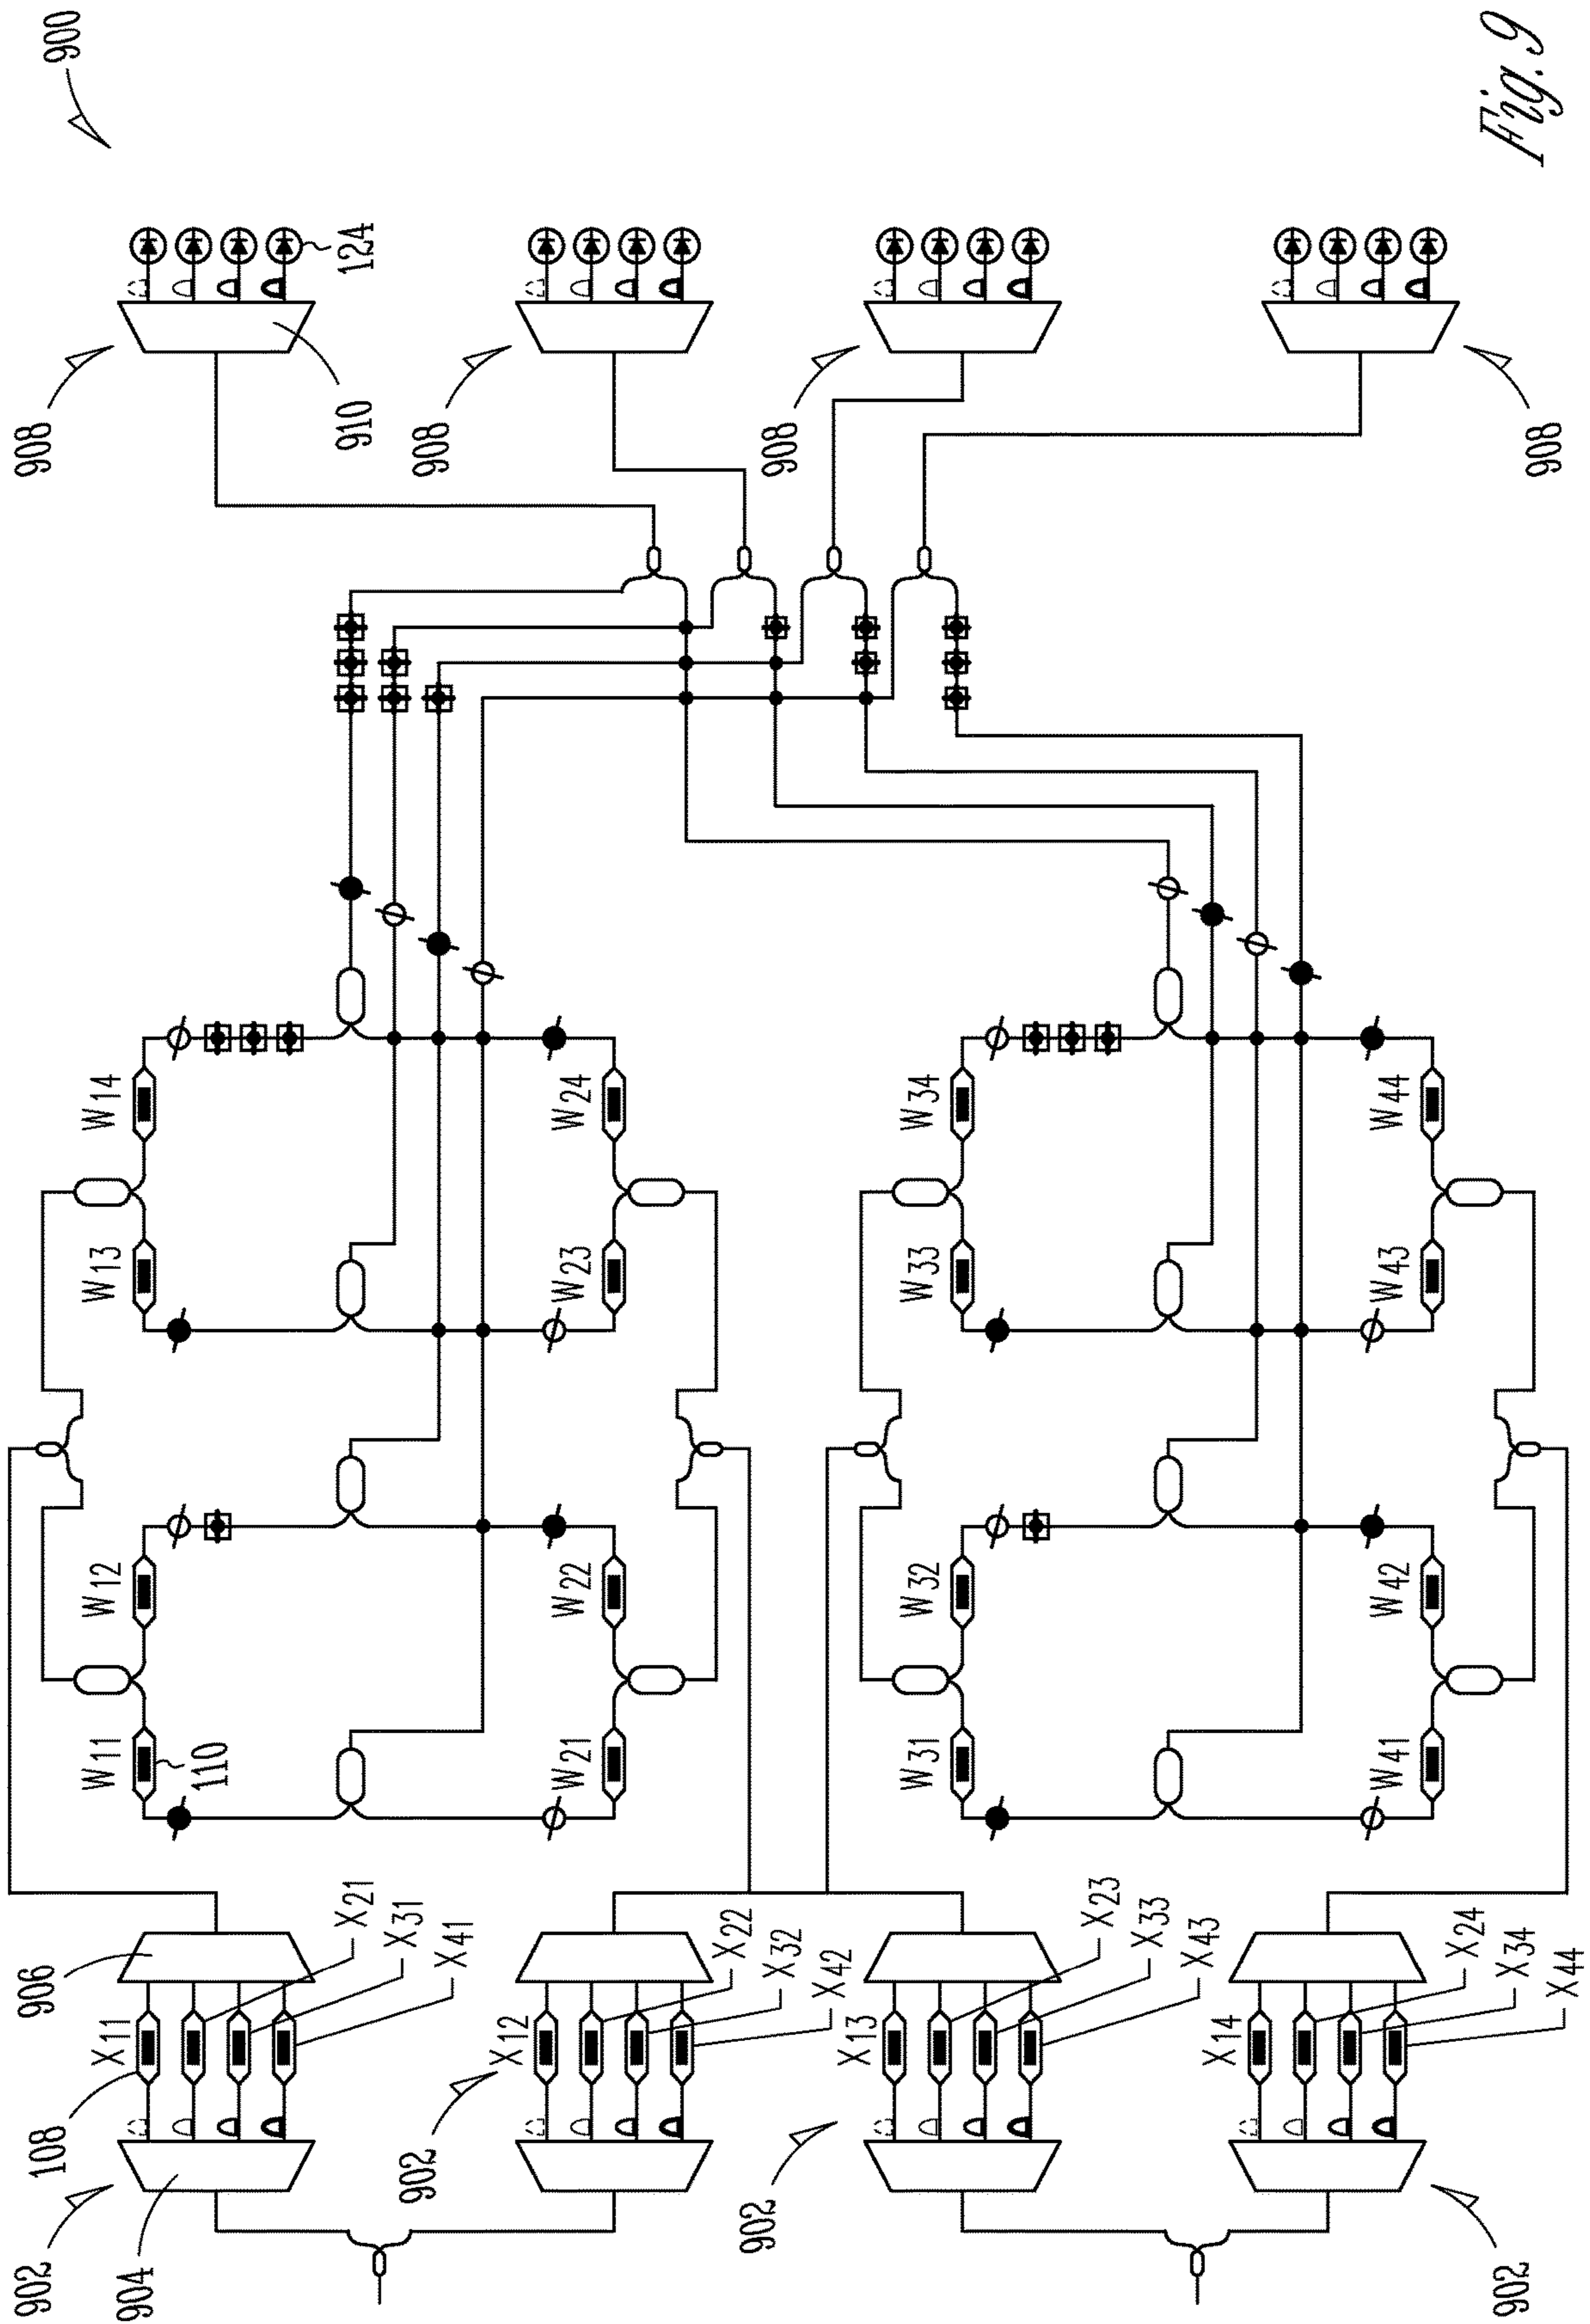 900
124
908
910
908
908
908
W14
W24
W34
W44
W13
W23
W33
W43
W12
W22
W32
W42
W11
110
W21
W31
W41
906
X21
X31
X41
X22
X32
X42
X23
X33
X43
X24
X34
X44
X11
X12
X13
X14
108
902
904
902
902
902
Fig. 9